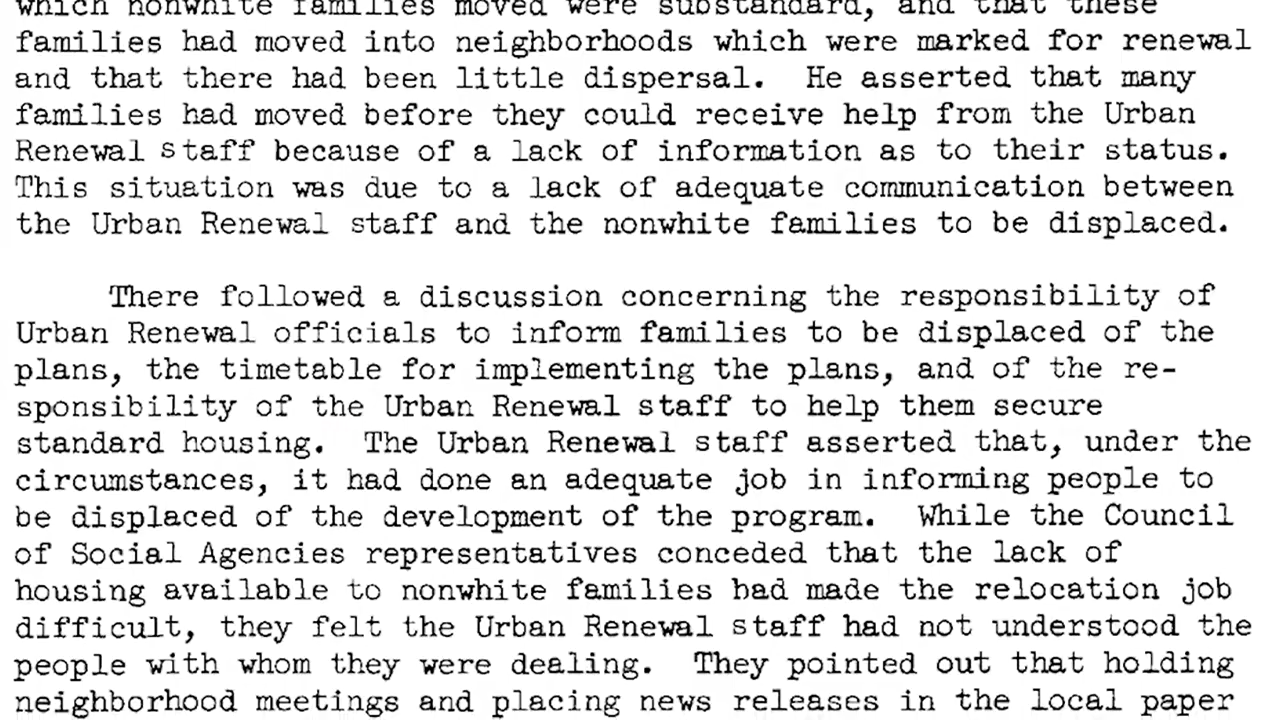 which nonwhite families moved were substandard, and that these
families had moved into neighborhoods which were marked for renewal
and that there had been little dispersal.  He asserted that many
families had moved before they could receive help from the Urban
Renewal staff because of a lack of information as to their status.
This situation was due to a lack of adequate communication between
the Urban Renewal staff and the nonwhite families to be displaced.

There followed a discussion concerning the responsibility of
Urban Renewal officials to inform families to be displaced of the
plans, the timetable for implementing the plans, and of the re-
sponsibility of the Urban Renewal staff to help them secure
standard housing.  The Urban Renewal staff asserted that, under the
circumstances, it had done an adequate job in informing people to
be displaced of the development of the program.  While the Council
of Social Agencies representatives conceded that the lack of
housing available to nonwhite families had made the relocation job
difficult, they felt the Urban Renewal staff had not understood the
people with whom they were dealing.  They pointed out that holding
neighborhood meetings and placing news releases in the local paper